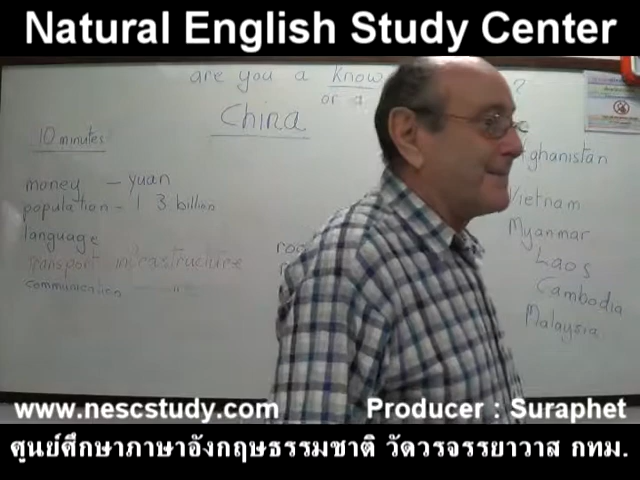 Natural English Study Center
are you a know ?
or a
China
10 minutes
money - yuan
population - 1 3 billion
language
transport infrastructure
communication "
ghanistan
Vietnam
Myanmar
Laos
Cambodia
Malaysia
www.nescstudy.com Producer : Suraphet
ศูนย์ศึกษาภาษาอังกฤษธรรมชาติ วัดวรจรรยาวาส กทม.